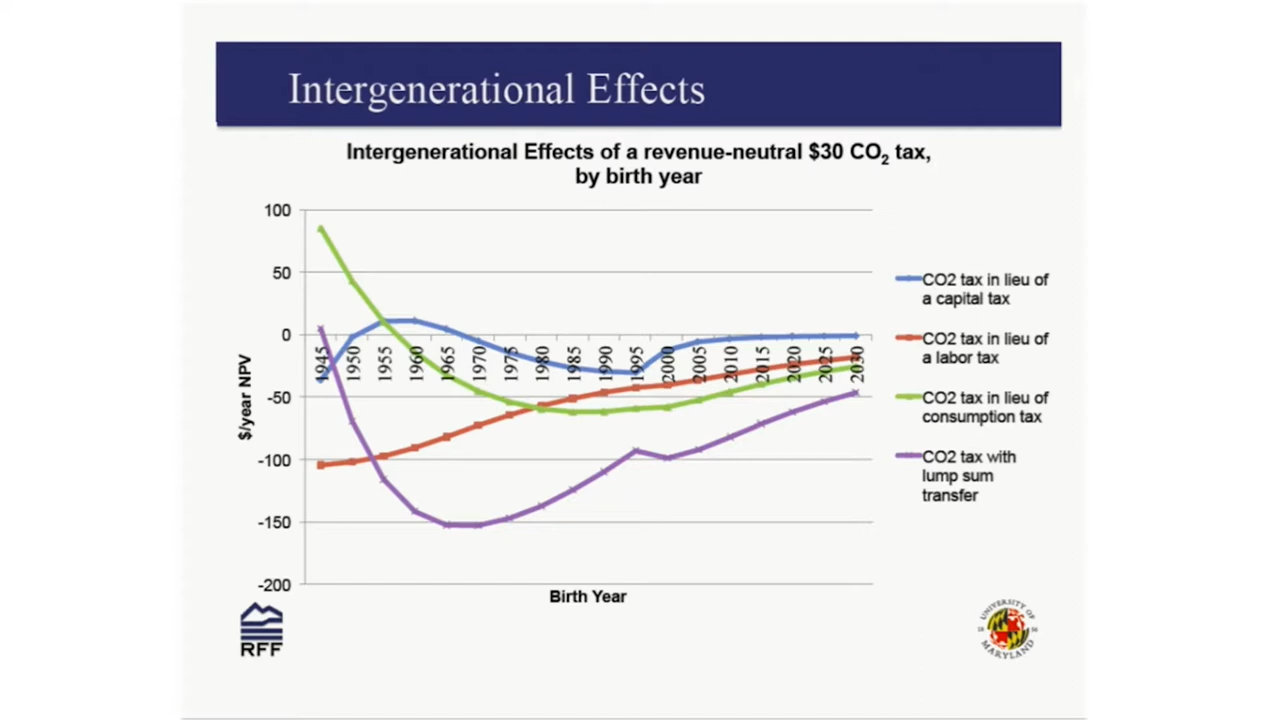 Intergenerational Effects
Intergenerational Effects of a revenue-neutral $30 CO2 tax,
by birth year
100
50
0
-50
-100
-150
-200
$/year NPV
1945
1950
1955
1960
1965
1970
1975
1980
1985
1990
1995
2000
2005
2010
2015
2020
2025
2030
Birth Year
CO2 tax in lieu of
a capital tax
CO2 tax in lieu of
a labor tax
CO2 tax in lieu of
consumption tax
CO2 tax with
lump sum
transfer
RFF
UNIVERSITY OF
MARYLAND